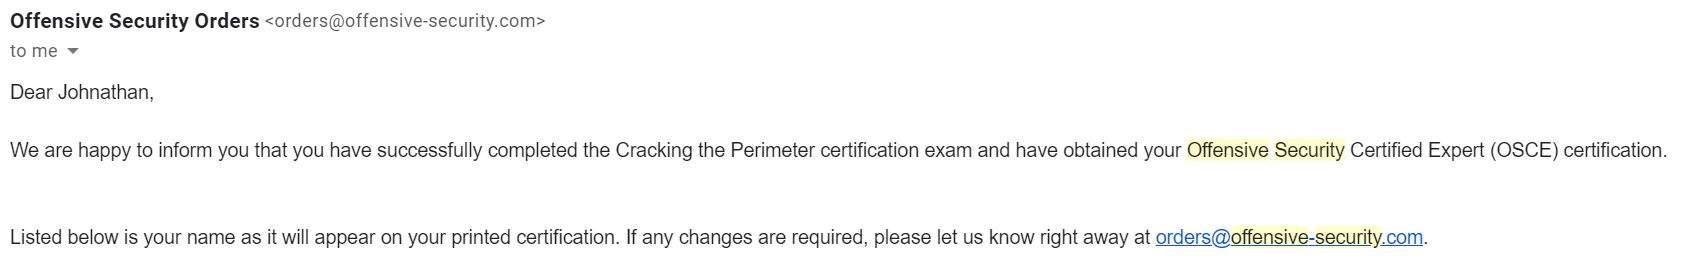 Offensive Security Orders <orders@offensive-security.com>
to me
Dear Johnathan,
We are happy to inform you that you have successfully completed the Cracking the Perimeter certification exam and have obtained your Offensive Security Certified Expert (OSCE) certification.
Listed below is your name as it will appear on your printed certification. If any changes are required, please let us know right away at orders@offensive-security.com.